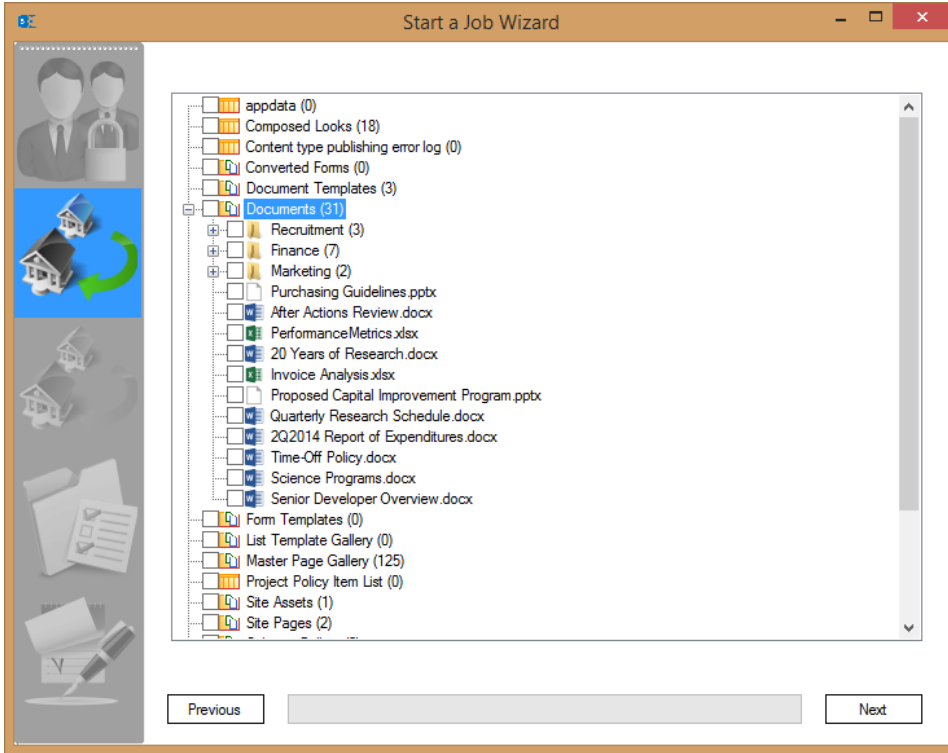 Start a Job Wizard
appdata (0)
Composed Looks (18)
Content type publishing error log (0)
Converted Forms (0)
Document Templates (3)
Documents (31)
Recruitment (3)
Finance (7)
Marketing (2)
Purchasing Guidelines.pptx
After Actions Review.docx
PerformanceMetrics.xlsx
20 Years of Research.docx
Invoice Analysis.xlsx
Proposed Capital Improvement Program.pptx
Quarterly Research Schedule.docx
2Q2014 Report of Expenditures.docx
Time-Off Policy.docx
Science Programs.docx
Senior Developer Overview.docx
Form Templates (0)
List Template Gallery (0)
Master Page Gallery (125)
Project Policy Item List (0)
Site Assets (1)
Site Pages (2)
Previous
Next